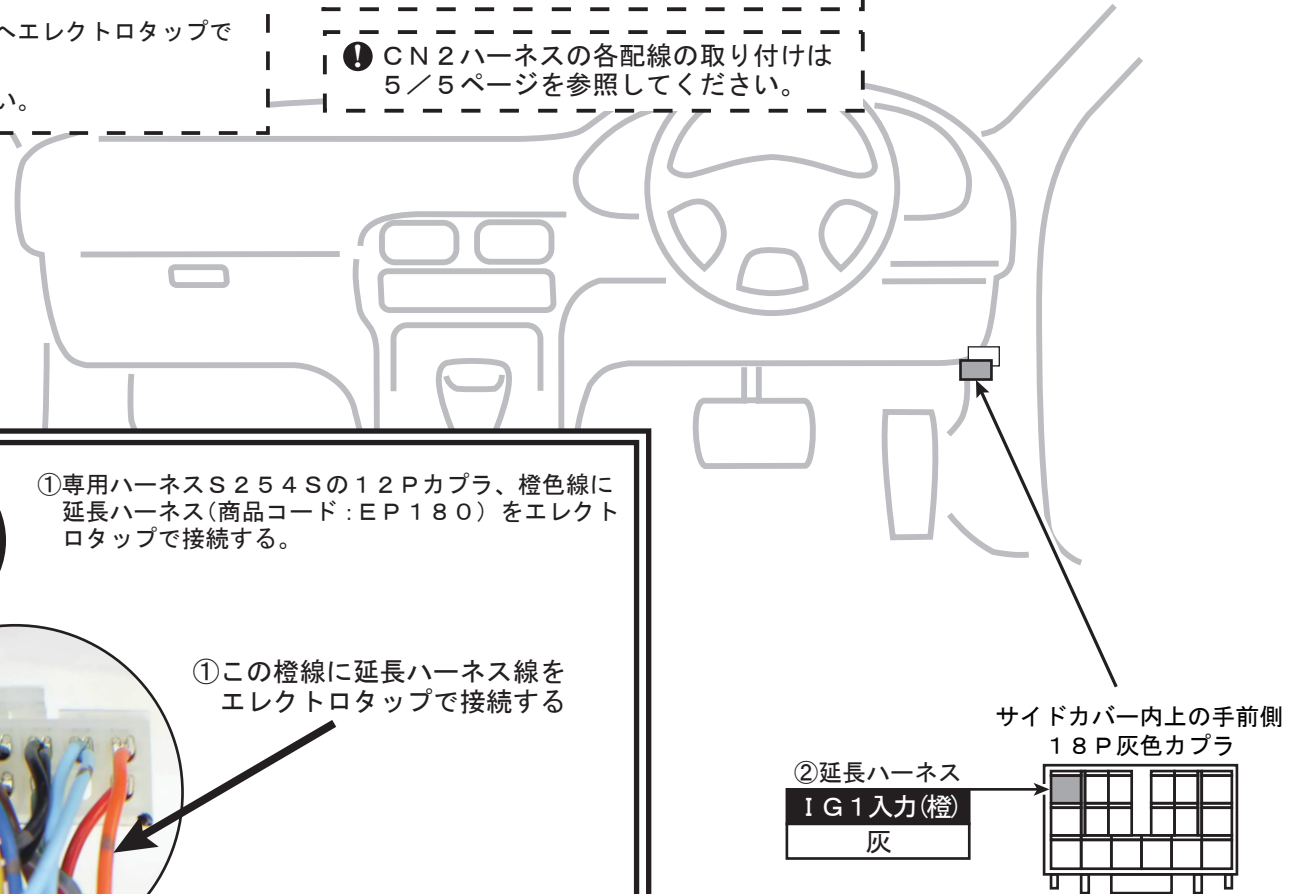 へエレクトロタップで
い。
❗CN2ハーネスの各配線の取り付けは
5/5ページを参照してください。
①専用ハーネスS254Sの12Pカプラ、橙色線に
延長ハーネス(商品コード:EP180)をエレクト
ロタップで接続する。
①この橙線に延長ハーネス線を
エレクトロタップで接続する
サイドカバー内上の手前側
18P灰色カプラ
②延長ハーネス
IG1入力(橙)
灰